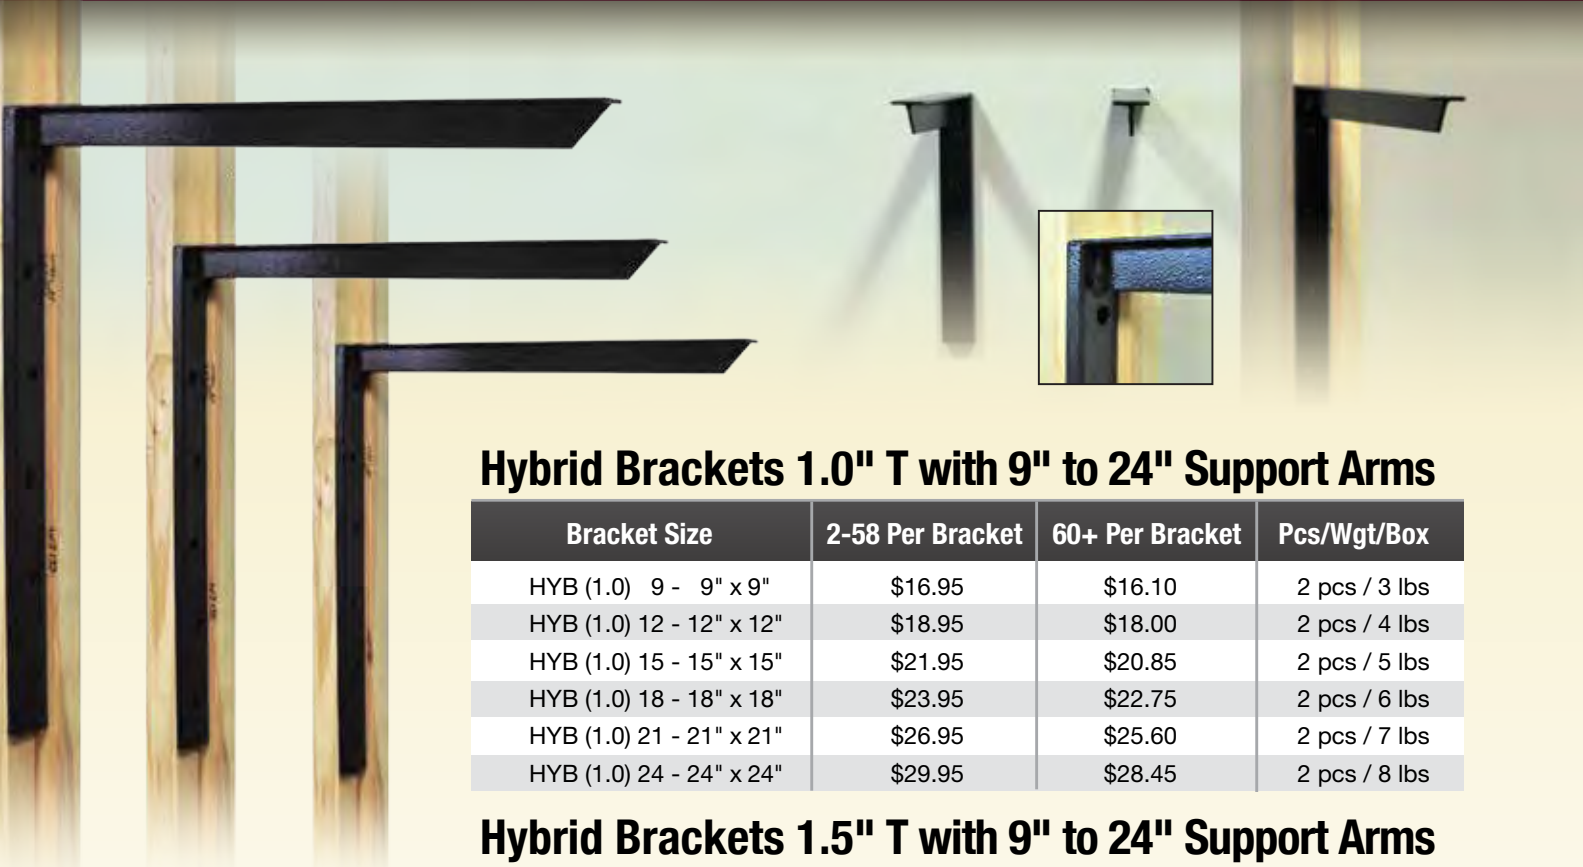 Hybrid Brackets 1.0" T with 9" to 24" Support Arms
Bracket Size 2-58 Per Bracket 60+ Per Bracket Pcs/Wgt/Box
HYB (1.0) 9 - 9" x 9" $16.95 $16.10 2 pcs / 3 lbs
HYB (1.0) 12 - 12" x 12" $18.95 $18.00 2 pcs / 4 lbs
HYB (1.0) 15 - 15" x 15" $21.95 $20.85 2 pcs / 5 lbs
HYB (1.0) 18 - 18" x 18" $23.95 $22.75 2 pcs / 6 lbs
HYB (1.0) 21 - 21" x 21" $26.95 $25.60 2 pcs / 7 lbs
HYB (1.0) 24 - 24" x 24" $29.95 $28.45 2 pcs / 8 lbs
Hybrid Brackets 1.5" T with 9" to 24" Support Arms